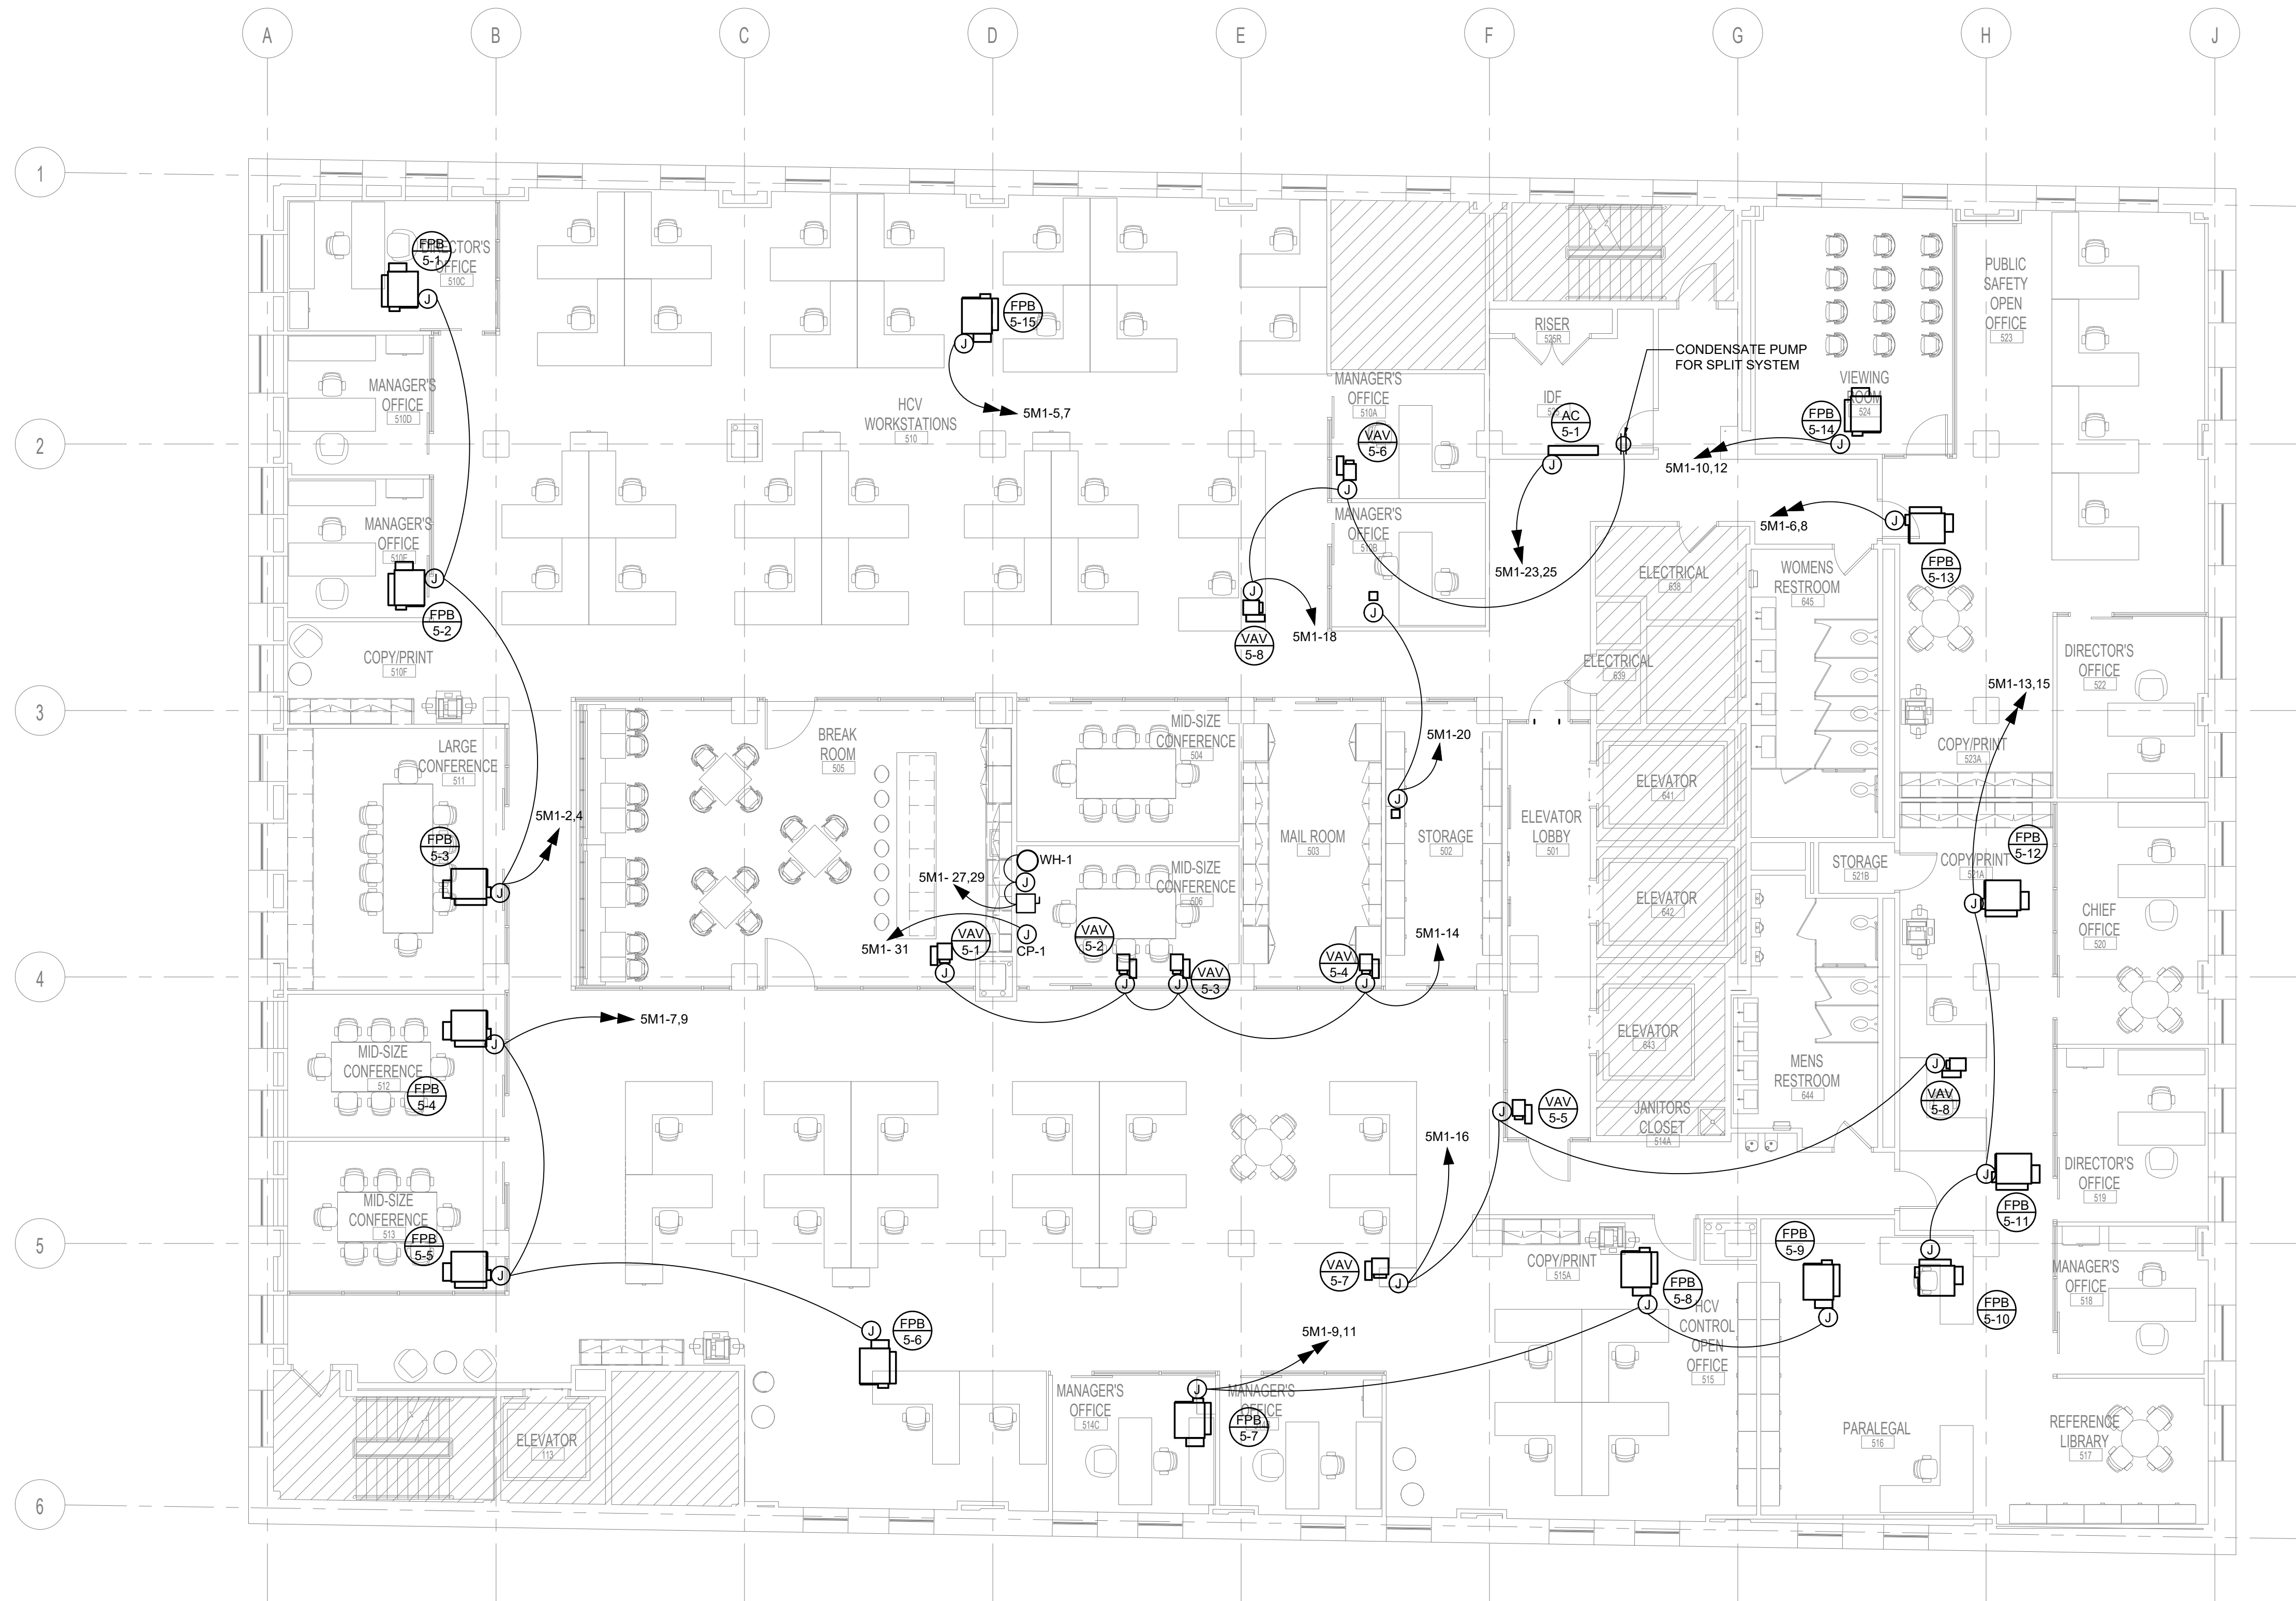 A
B
C
D
E
F
G
H
J
1
FPB
5-1
DIRECTOR'S
OFFICE
510C
PUBLIC
SAFETY
OPEN
OFFICE
523
FPB
5-15
RISER
525R
CONDENSATE PUMP
FOR SPLIT SYSTEM
J
J
MANAGER'S
OFFICE
510D
HCV
WORKSTATIONS
510
5M1-5,7
MANAGER'S
OFFICE
510A
IDF
AC
5-1
VIEWING
ROOM
524
FPB
5-14
2
VAV
5-6
J
J
J
5M1-10,12
MANAGER'S
OFFICE
510E
MANAGER'S
OFFICE
510B
5M1-6,8
J
J
FPB
5-2
J
5M1-18
VAV
5-8
J
5M1-23,25
ELECTRICAL
638
WOMENS
RESTROOM
645
FPB
5-13
COPY/PRINT
510F
ELECTRICAL
639
DIRECTOR'S
OFFICE
522
5M1-13,15
3
LARGE
CONFERENCE
511
BREAK
ROOM
505
MID-SIZE
CONFERENCE
504
5M1-20
COPY/PRINT
523A
ELEVATOR
641
5M1-2,4
FPB
5-3
J
J
MAIL ROOM
503
STORAGE
502
ELEVATOR
LOBBY
501
FPB
5-12
WH-1
J
5M1- 27,29
MID-SIZE
CONFERENCE
506
STORAGE
521B
COPY/PRINT
521A
ELEVATOR
642
J
CHIEF
OFFICE
520
5M1- 31
J
CP-1
VAV
5-1
VAV
5-2
VAV
5-3
VAV
5-4
5M1-14
4
J
J
J
J
5M1-7,9
J
MID-SIZE
CONFERENCE
512
FPB
5-4
ELEVATOR
643
MENS
RESTROOM
644
J
VAV
5-8
J
VAV
5-5
JANITORS
CLOSET
514A
5M1-16
MID-SIZE
CONFERENCE
513
DIRECTOR'S
OFFICE
519
J
FPB
5-11
5
FPB
5-5
J
VAV
5-7
J
COPY/PRINT
515A
FPB
5-8
J
FPB
5-9
J
J
FPB
5-10
MANAGER'S
OFFICE
518
J
FPB
5-6
5M1-9,11
HCV
CONTROL
OPEN
OFFICE
515
MANAGER'S
OFFICE
514C
J
MANAGER'S
OFFICE
FPB
5-7
ELEVATOR
113
PARALEGAL
516
REFERENCE
LIBRARY
517
6